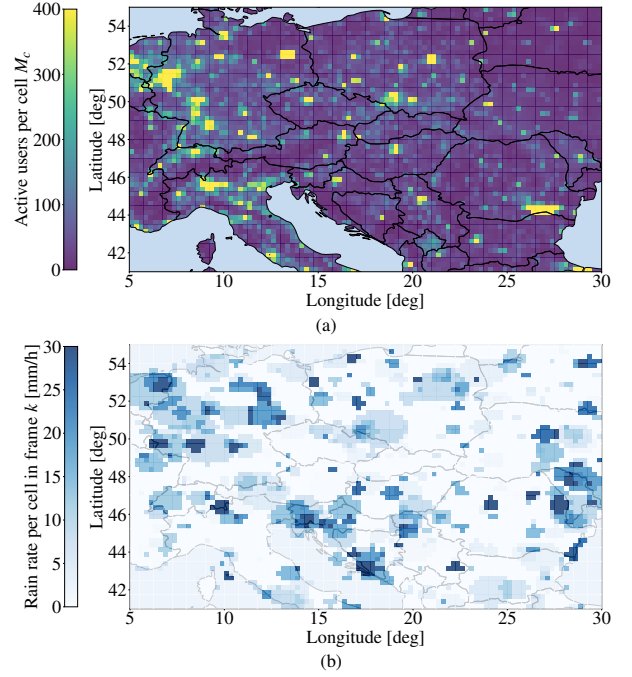 400
300
200
100
0
Active users per cell M_c
54
52
50
48
46
44
42
Latitude [deg]
5 10 15 20 25 30
Longitude [deg]
(a)
30
25
20
15
10
5
0
Rain rate per cell in frame k [mm/h]
54
52
50
48
46
44
42
Latitude [deg]
5 10 15 20 25 30
Longitude [deg]
(b)